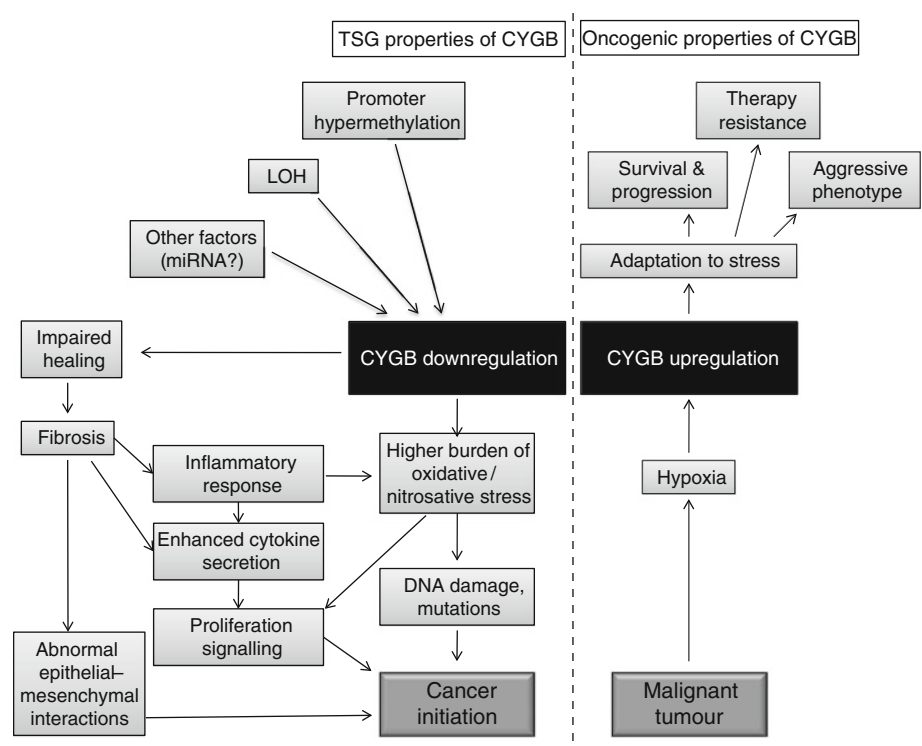 TSG properties of CYGB
Oncogenic properties of CYGB
Promoter
hypermethylation
LOH
Other factors
(miRNA?)
CYGB downregulation
Impaired
healing
Fibrosis
Inflammatory
response
Higher burden of
oxidative/
nitrosative stress
Enhanced cytokine
secretion
DNA damage,
mutations
Proliferation
signalling
Abnormal
epithelial–
mesenchymal
interactions
Cancer
initiation
Therapy
resistance
Survival &
progression
Aggressive
phenotype
Adaptation to stress
CYGB upregulation
Hypoxia
Malignant
tumour